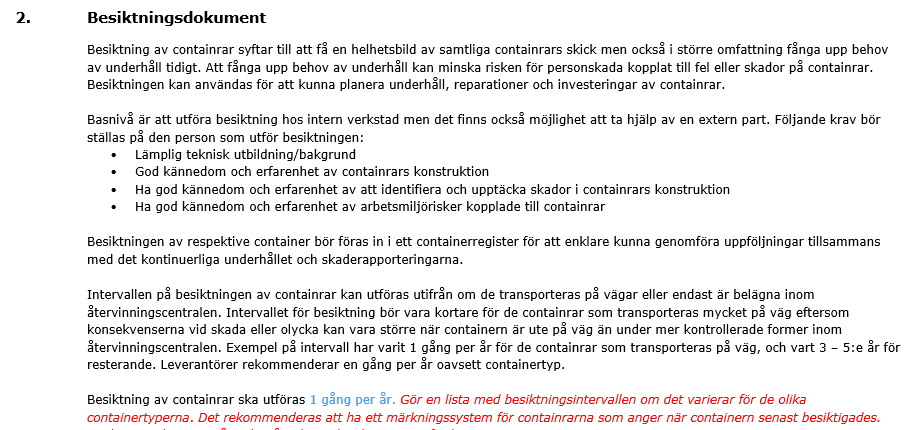 2. Besiktningsdokument
Besiktning av containrar syftar till att få en helhetsbild av samtliga containrars skick men också i större omfattning fånga upp behov
av underhåll tidigt. Att fånga upp behov av underhåll kan minska risken för personskada kopplat till fel eller skador på containrar.
Besiktningen kan användas för att kunna planera underhåll, reparationer och investeringar av containrar.
Basnivå är att utföra besiktning hos intern verkstad men det finns också möjlighet att ta hjälp av en extern part. Följande krav bör
ställas på den person som utför besiktningen:
• Lämplig teknisk utbildning/bakgrund
• God kännedom och erfarenhet av containrars konstruktion
• Ha god kännedom och erfarenhet av att identifiera och upptäcka skador i containrars konstruktion
• Ha god kännedom och erfarenhet av arbetsmiljörisker kopplade till containrar
Besiktningen av respektive container bör föras in i ett containerregister för att enklare kunna genomföra uppföljningar tillsammans
med det kontinuerliga underhållet och skaderapporteringarna.
Intervallen på besiktningen av containrar kan utföras utifrån om de transporteras på vägar eller endast är belägna inom
återvinningscentralen. Intervallet för besiktning bör vara kortare för de containrar som transporteras mycket på väg eftersom
konsekvenserna vid skada eller olycka kan vara större när containern är ute på väg än under mer kontrollerade former inom
återvinningscentralen. Exempel på intervall har varit 1 gång per år för de containrar som transporteras på väg, och vart 3 – 5:e år för
resterande. Leverantörer rekommenderar en gång per år oavsett containertyp.
Besiktning av containrar ska utföras 1 gång per år. Gör en lista med besiktningsintervallen om det varierar för de olika
containertyperna. Det rekommenderas att ha ett märkningssystem för containrarna som anger när containern senast besiktigades.